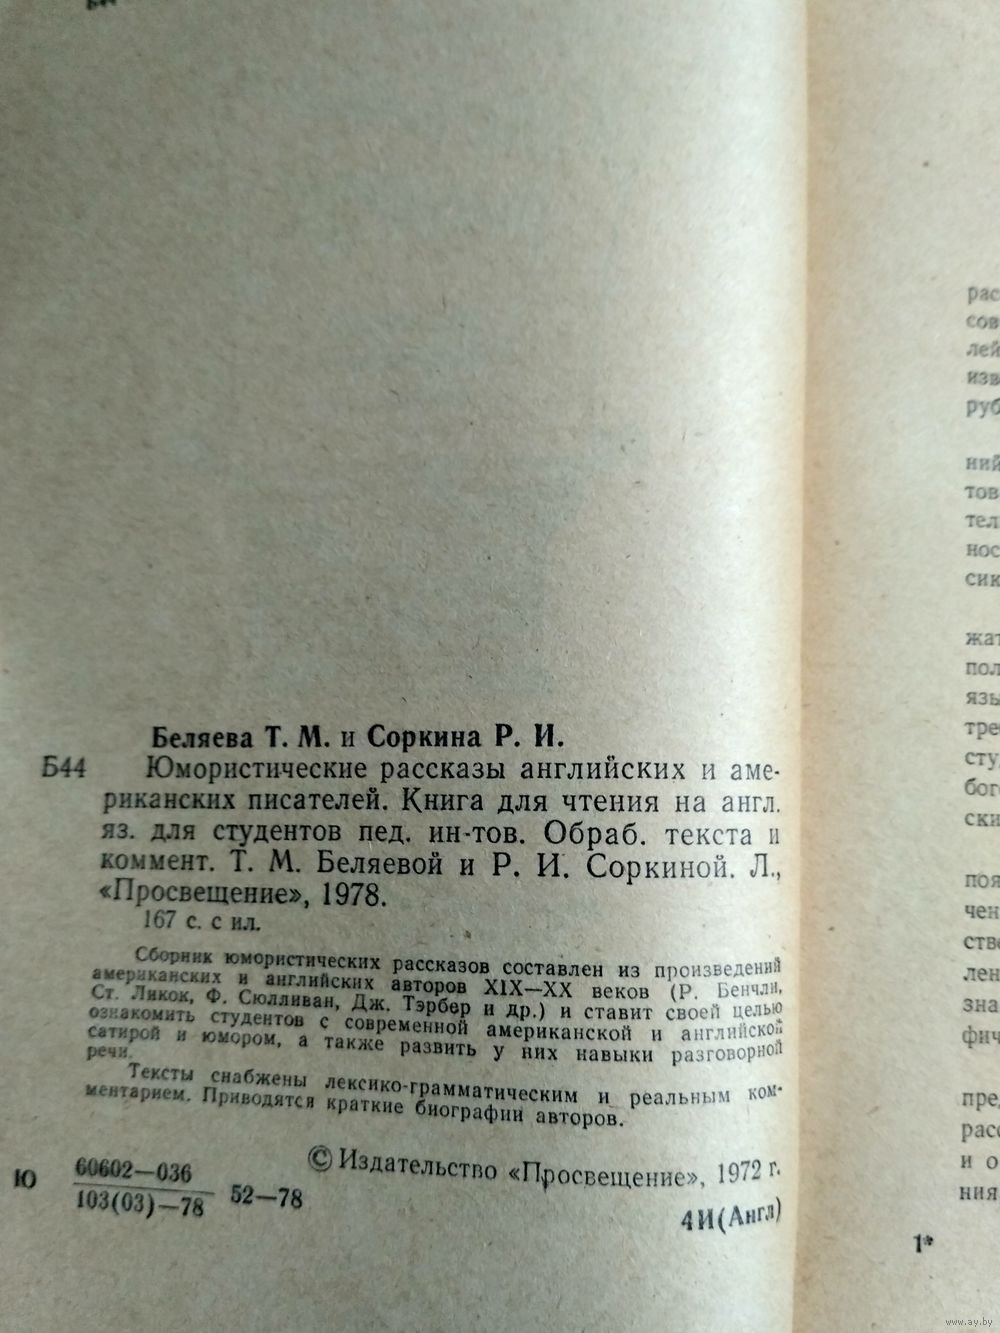 Беляева Т. М. и Соркина Р. И.
Б44 Юмористические рассказы английских и аме-
риканских писателей. Книга для чтения на англ.
яз. для студентов пед. ин-тов. Обраб. текста и
коммент. Т. М. Беляевой и Р. И. Соркиной. Л.,
«Просвещение», 1978.
167 с. с ил.
Сборник юмористических рассказов составлен из произведений
американских и английских авторов XIX—XX веков (Р. Бенчли,
Ст. Ликок, Ф. Сюлливан, Дж. Тэрбер и др.) и ставит своей целью
ознакомить студентов с современной американской и английской
сатирой и юмором, а также развить у них навыки разговорной
речи.
Тексты снабжены лексико-грамматическим и реальным ком-
ментарием. Приводятся краткие биографии авторов.
Ю 60602—036
103(03)—78 52—78
© Издательство «Просвещение», 1972 г.
4И(Англ)
рас
сов
лей
изв
руб
ний
тов
тел
нос
сик
жат
пол
язы
тре
сту
бог
ски
поя
чен
ств
лен
зна
фич
пре
расс
и о
ния
1*
www.ay.by